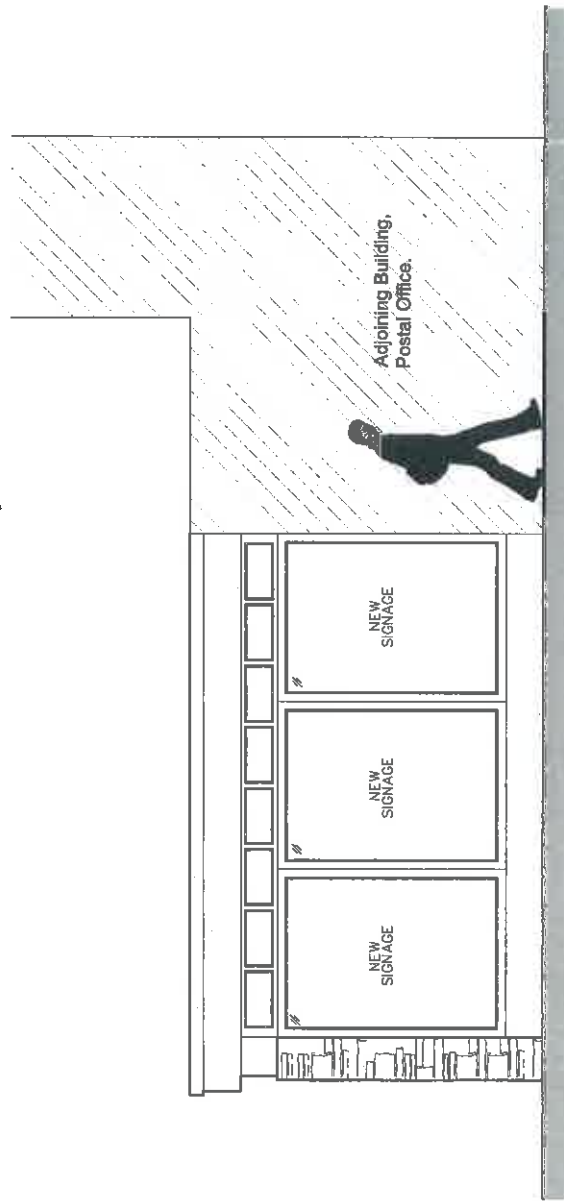 NEW
SIGNAGE
NEW
SIGNAGE
NEW
SIGNAGE
Adjoining Building,
Postal Office.